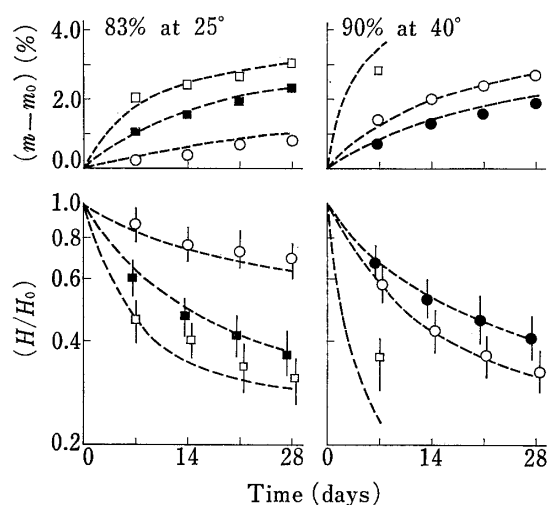 83% at 25°
90% at 40°
(m−m₀) (%)
4.0
2.0
0.0
(H/H₀)
1.0
0.8
0.6
0.4
0.2
0 14 28
0 14 28
Time (days)